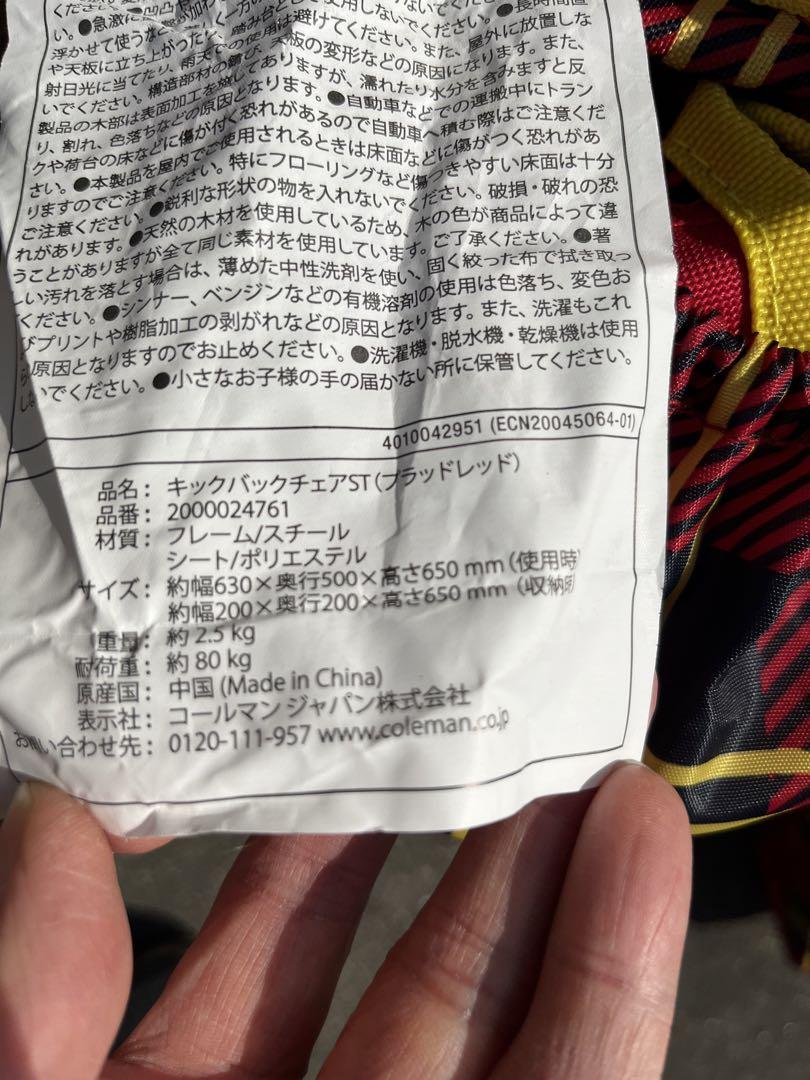 い。●急激に
浮かせて使うな
や天板に立ち上がったり、踏み台として使用しないでください。●長時間直
射日光に当てたり、雨天での使用は避けてください。また、屋外に放置しな
いでください。構造部材の錆び、天板の変形などの原因になります。また、
製品の木部は表面加工を施してありますが、濡れたり水分を含みますと反
り、割れ、色落ちなどの原因となります。●自動車などでの運搬中にトラン
クや荷台の床などに傷が付く恐れがあるので自動車へ積む際はご注意くだ
さい。●本製品を屋内でご使用されるときは床面などに傷がつく恐れがあ
りますのでご注意ください。特にフローリングなど傷つきやすい床面は十分
ご注意ください。●鋭利な形状の物を入れないでください。破損・破れの恐
れがあります。●天然の木材を使用しているため、木の色が商品によって違
うことがありますが全て同じ素材を使用しています。ご了承ください。●著
しい汚れを落とす場合は、薄めた中性洗剤を使い、固く絞った布で拭き取っ
ください。●シンナー、ベンジンなどの有機溶剤の使用は色落ち、変色お
びプリントや樹脂加工の剥がれなどの原因となります。また、洗濯もこれ
ら原因となりますのでお止めください。●洗濯機・脱水機・乾燥機は使用
しないでください。●小さなお子様の手の届かない所に保管してください。
4010042951 (ECN20045064-01)
品名： キックバックチェアST（ブラッドレッド）
品番： 2000024761
材質： フレーム/スチール
シート/ポリエステル
サイズ： 約幅630×奥行500×高さ650 mm（使用時
約幅200×奥行200×高さ650 mm（収納時
重量： 約 2.5 kg
耐荷重： 約 80 kg
原産国： 中国 (Made in China)
表示社： コールマン ジャパン株式会社
お問い合わせ先： 0120-111-957 www.coleman.co.jp